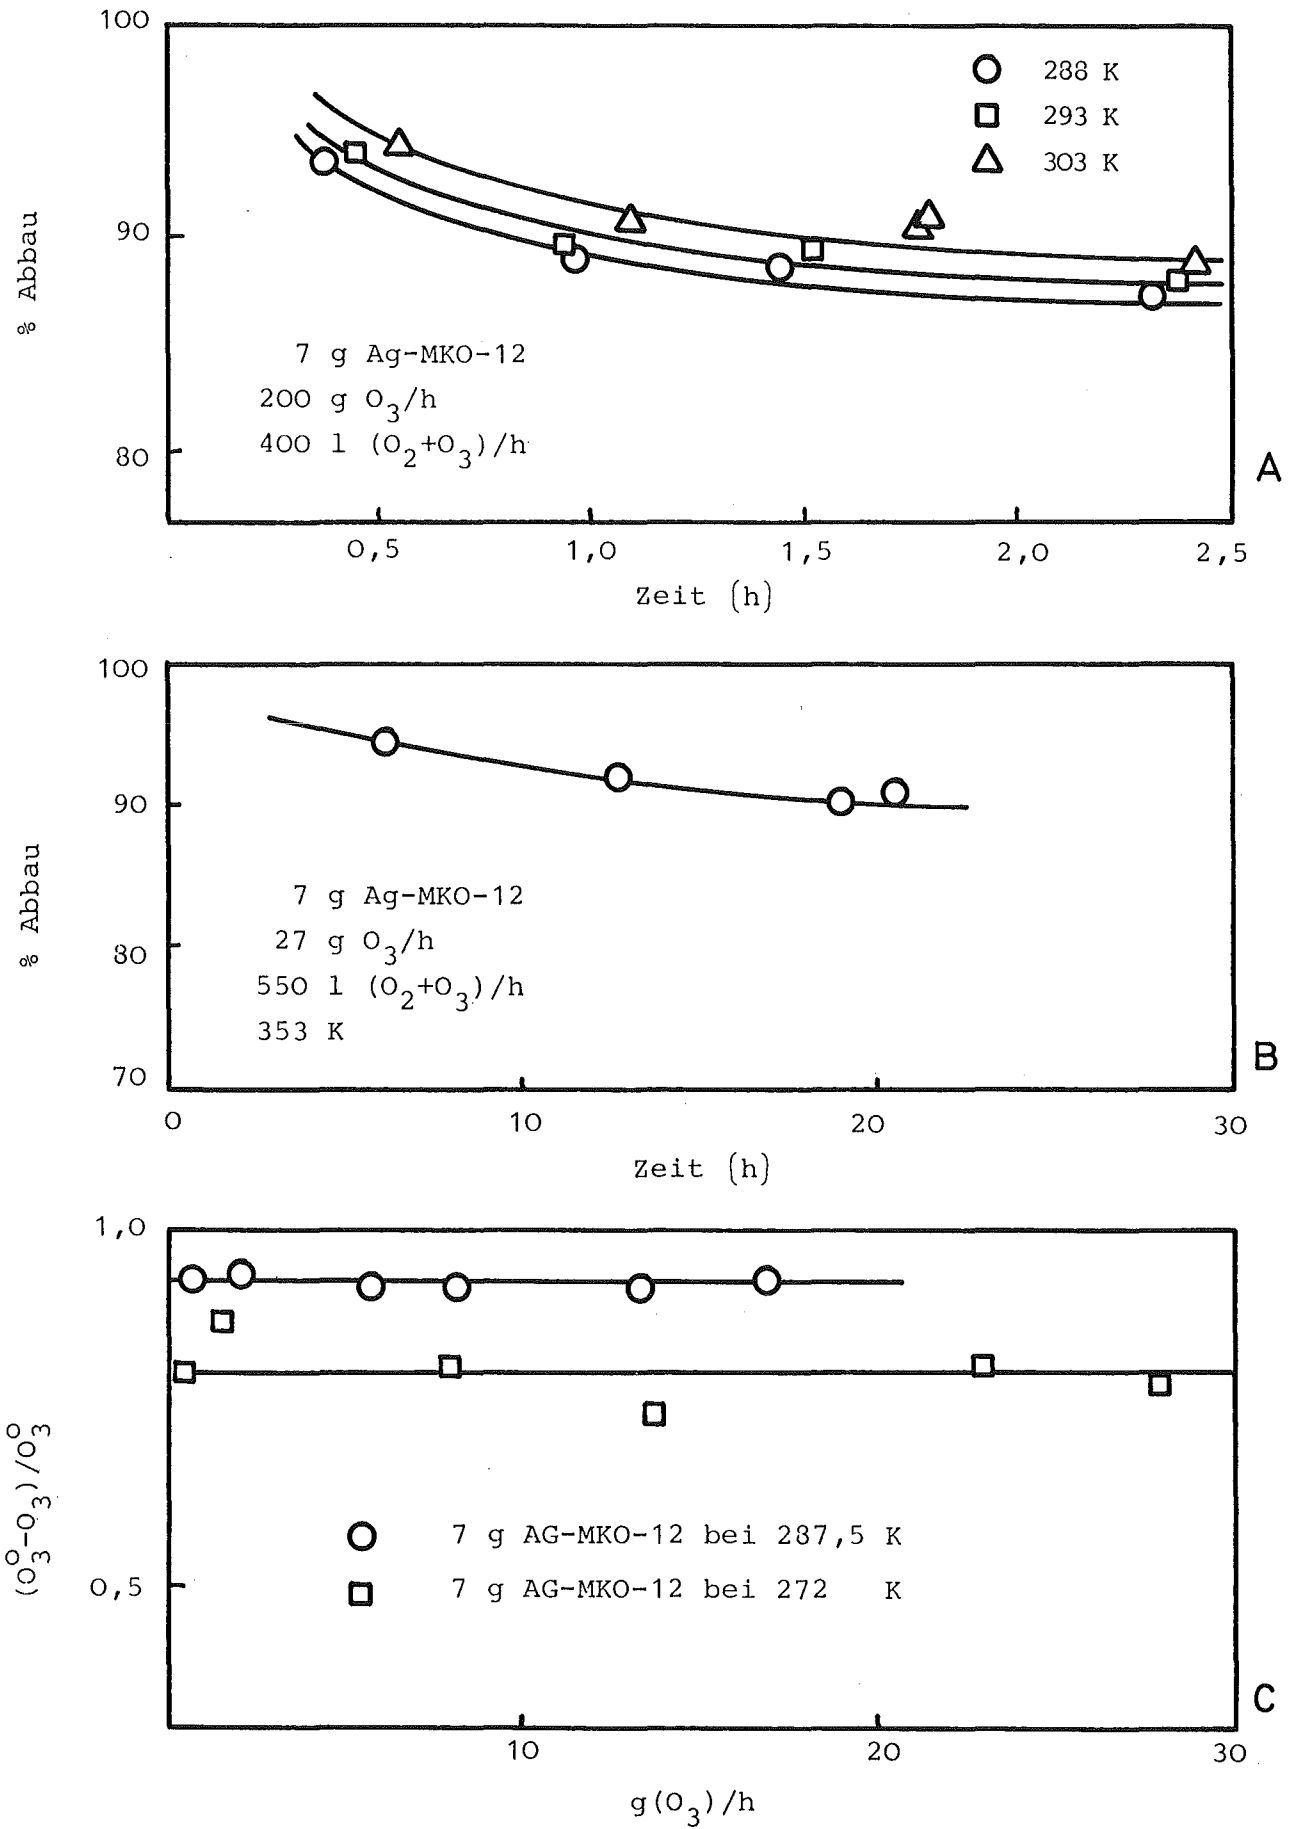 100
90
80
% Abbau
288 K
293 K
303 K
7 g Ag-MKO-12
200 g O₃/h
400 l (O₂+O₃)/h
A
0,5 1,0 1,5 2,0 2,5
Zeit (h)
100
90
80
70
% Abbau
7 g Ag-MKO-12
27 g O₃/h
550 l (O₂+O₃)/h
353 K
B
0 10 20 30
Zeit (h)
1,0
0,5
(O₃⁰-O₃)/O₃⁰
7 g AG-MKO-12 bei 287,5 K
7 g AG-MKO-12 bei 272 K
C
10 20 30
g(O₃)/h